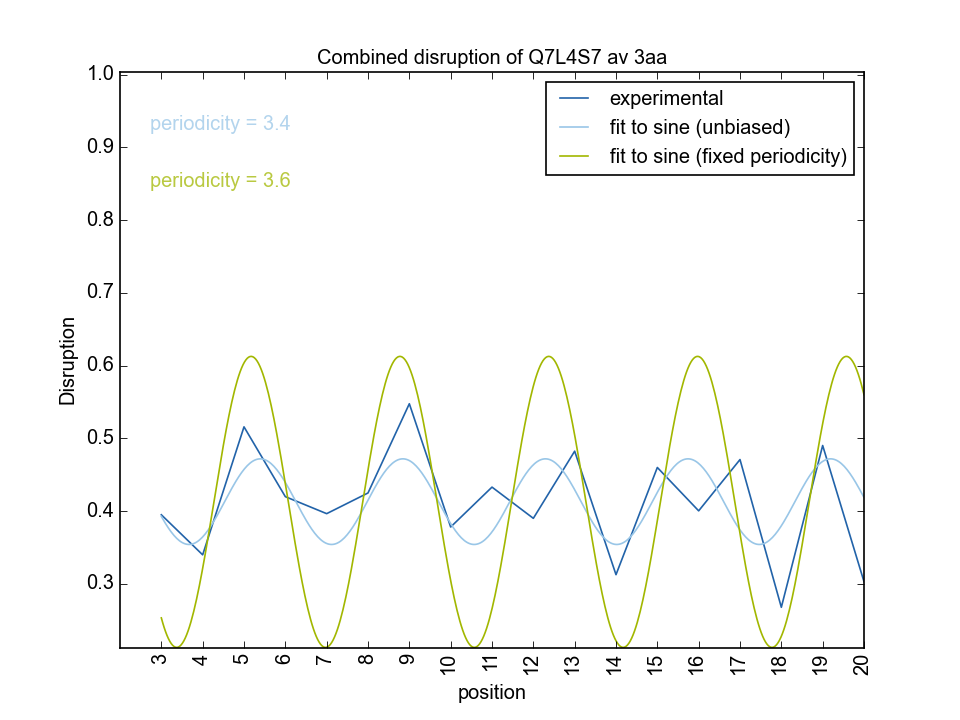 Combined disruption of Q7L4S7 av 3aa
1.0
0.9
0.8
0.7
0.6
0.5
0.4
0.3
Disruption
periodicity = 3.4
periodicity = 3.6
experimental
fit to sine (unbiased)
fit to sine (fixed periodicity)
3 4 5 6 7 8 9 10 11 12 13 14 15 16 17 18 19 20
position